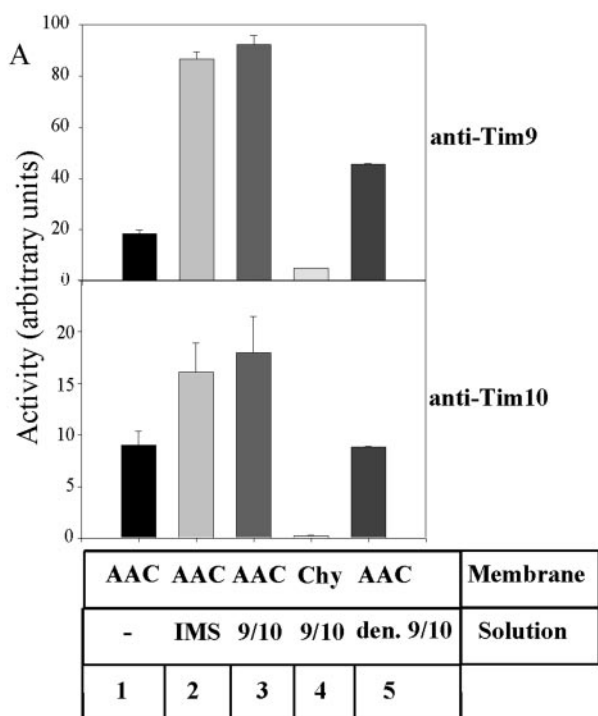 A
Activity (arbitrary units)
100
80
60
40
20
0
anti-Tim9
20
15
10
5
0
anti-Tim10
AAC AAC AAC Chy AAC Membrane
- IMS 9/10 9/10 den. 9/10 Solution
1 2 3 4 5